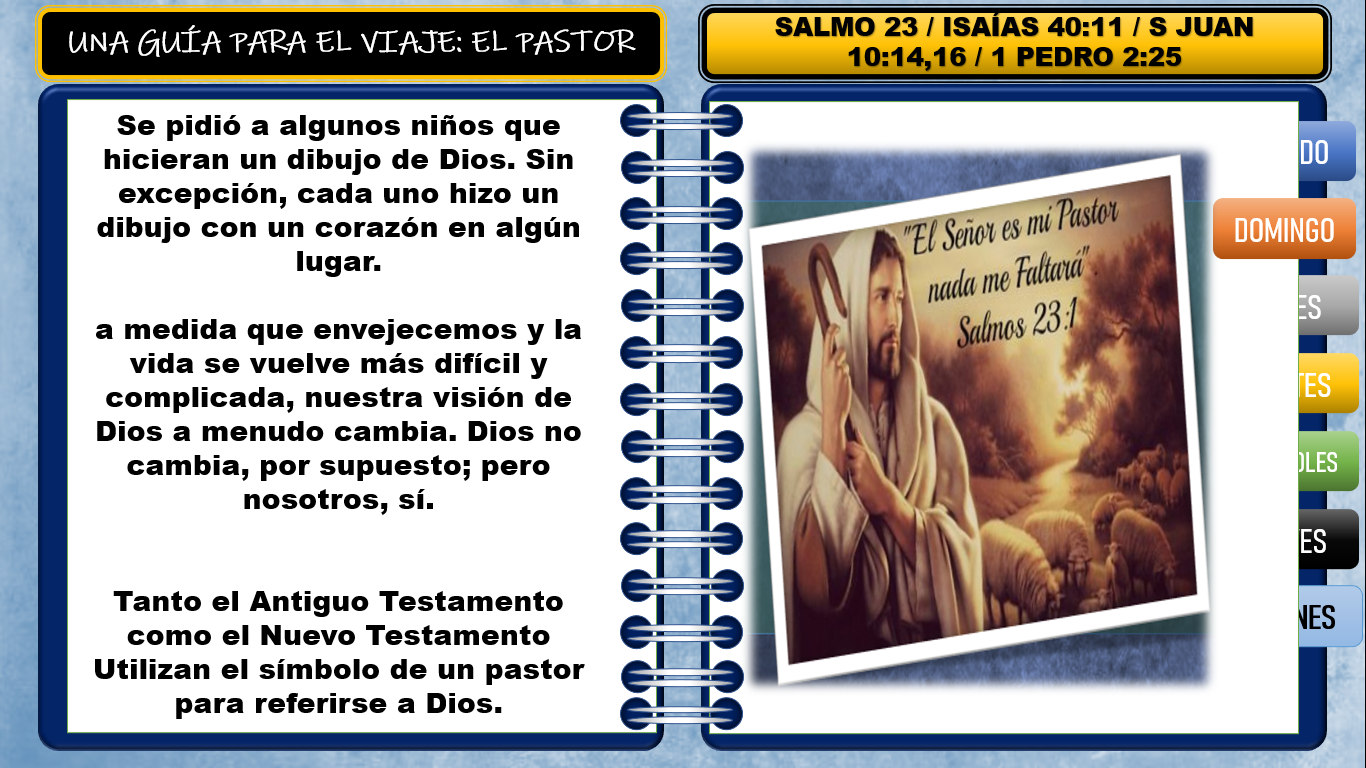 UNA GUÍA PARA EL VIAJE: EL PASTOR
SALMO 23 / ISAÍAS 40:11 / S JUAN
10:14,16 / 1 PEDRO 2:25
Se pidió a algunos niños que
hicieran un dibujo de Dios. Sin
excepción, cada uno hizo un
dibujo con un corazón en algún
lugar.
a medida que envejecemos y la
vida se vuelve más difícil y
complicada, nuestra visión de
Dios a menudo cambia. Dios no
cambia, por supuesto; pero
nosotros, sí.
Tanto el Antiguo Testamento
como el Nuevo Testamento
Utilizan el símbolo de un pastor
para referirse a Dios.
"El Señor es mi Pastor
nada me Faltará".
Salmos 23:1
DO
DOMINGO
ES
TES
OLES
ES
NES